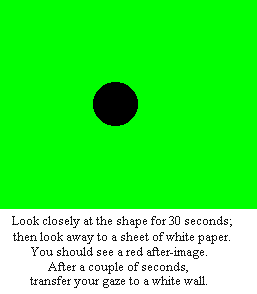 Look closely at the shape for 30 seconds;
then look away to a sheet of white paper.
You should see a red after-image.
After a couple of seconds,
transfer your gaze to a white wall.